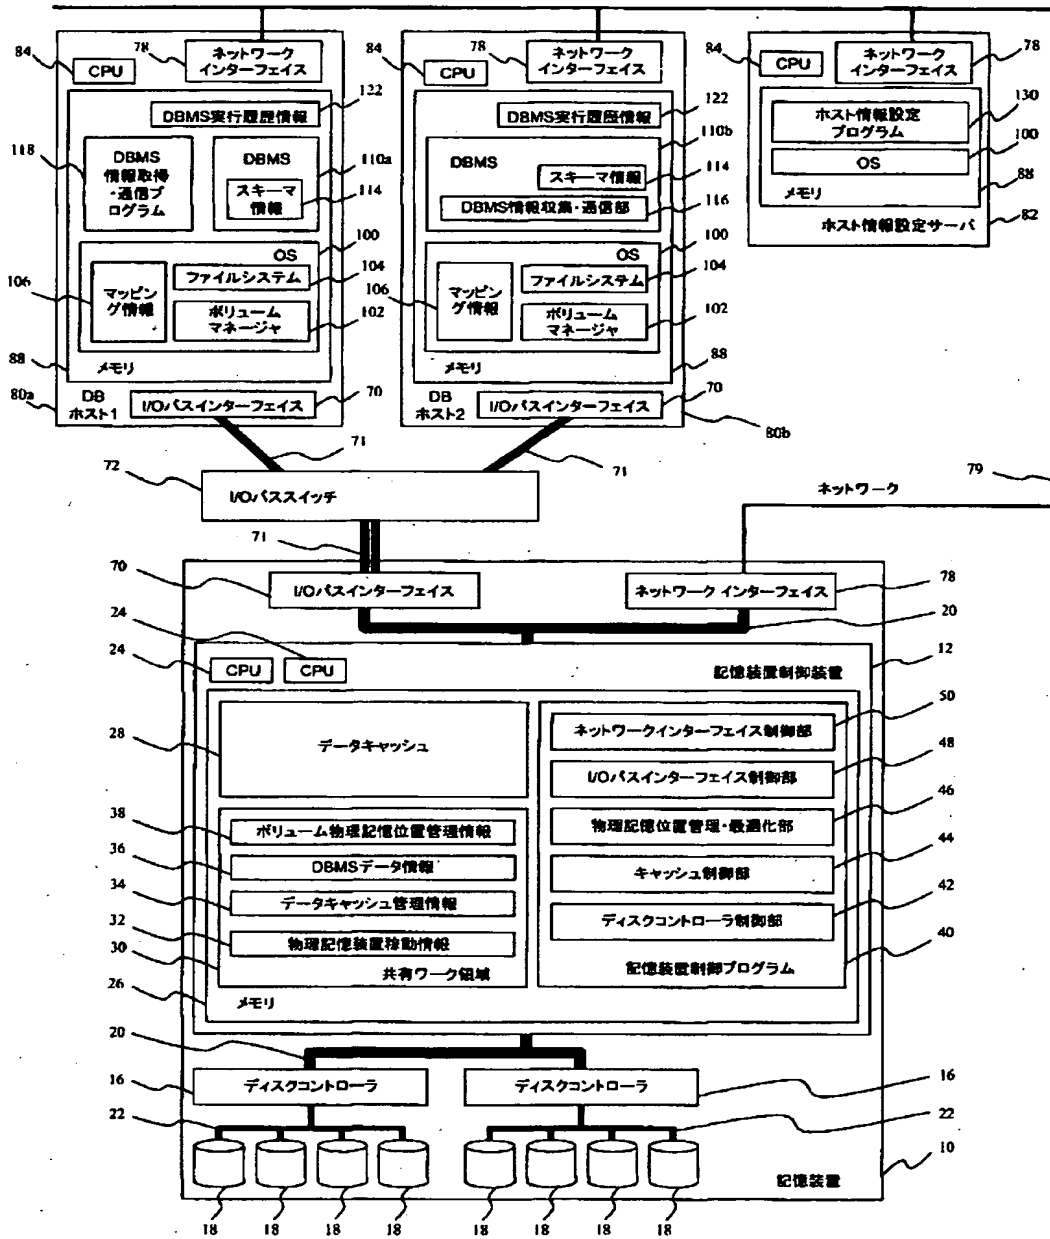 84
CPU
78
ネットワーク
インターフェイス
122
DBMS実行履歴情報
118
DBMS
情報取得
・通信プ
ログラム
DBMS
110a
スキーマ
情報
114
OS
100
106
マッピン
グ情報
ファイルシステム
104
ボリューム
マネージャ
102
88
メモリ
80a
DB
ホスト1
I/Oパスインターフェイス
70
84
CPU
78
ネットワーク
インターフェイス
122
DBMS実行履歴情報
110b
DBMS
スキーマ情報
114
DBMS情報収集・通信部
116
OS
100
106
マッピン
グ情報
ファイルシステム
104
ボリューム
マネージャ
102
メモリ
88
DB
ホスト2
I/Oパスインターフェイス
70
80b
84
CPU
ネットワーク
インターフェイス
78
ホスト情報設定
プログラム
130
OS
100
メモリ
88
ホスト情報設定サーバ
82
71
71
72
I/Oパススイッチ
ネットワーク
79
71
70
I/Oパスインターフェイス
ネットワーク インターフェイス
78
20
24
24
CPU
CPU
記憶装置制御装置
12
28
データキャッシュ
38
ボリューム物理記憶位置管理情報
36
DBMSデータ情報
34
データキャッシュ管理情報
32
物理記憶装置稼動情報
30
共有ワーク領域
26
メモリ
ネットワークインターフェイス制御部
50
I/Oパスインターフェイス制御部
48
物理記憶位置管理・最適化部
46
キャッシュ制御部
44
ディスクコントローラ制御部
42
記憶装置制御プログラム
40
20
16
ディスクコントローラ
ディスクコントローラ
16
22
22
記憶装置
10
18
18
18
18
18
18
18
18